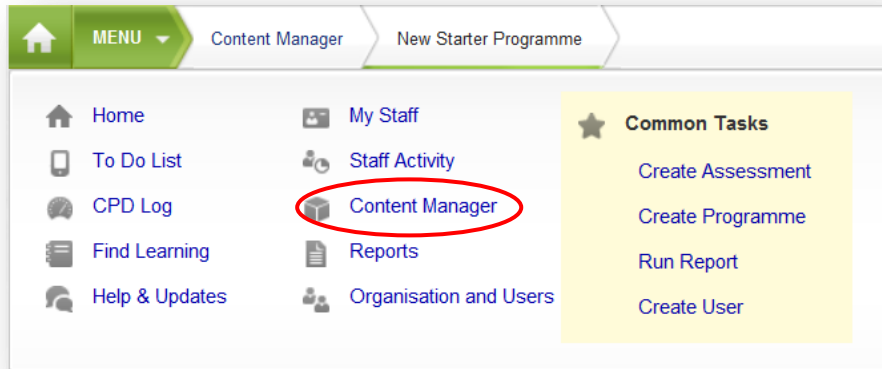 MENU
Content Manager
New Starter Programme
Home
To Do List
CPD Log
Find Learning
Help & Updates
My Staff
Staff Activity
Content Manager
Reports
Organisation and Users
Common Tasks
Create Assessment
Create Programme
Run Report
Create User